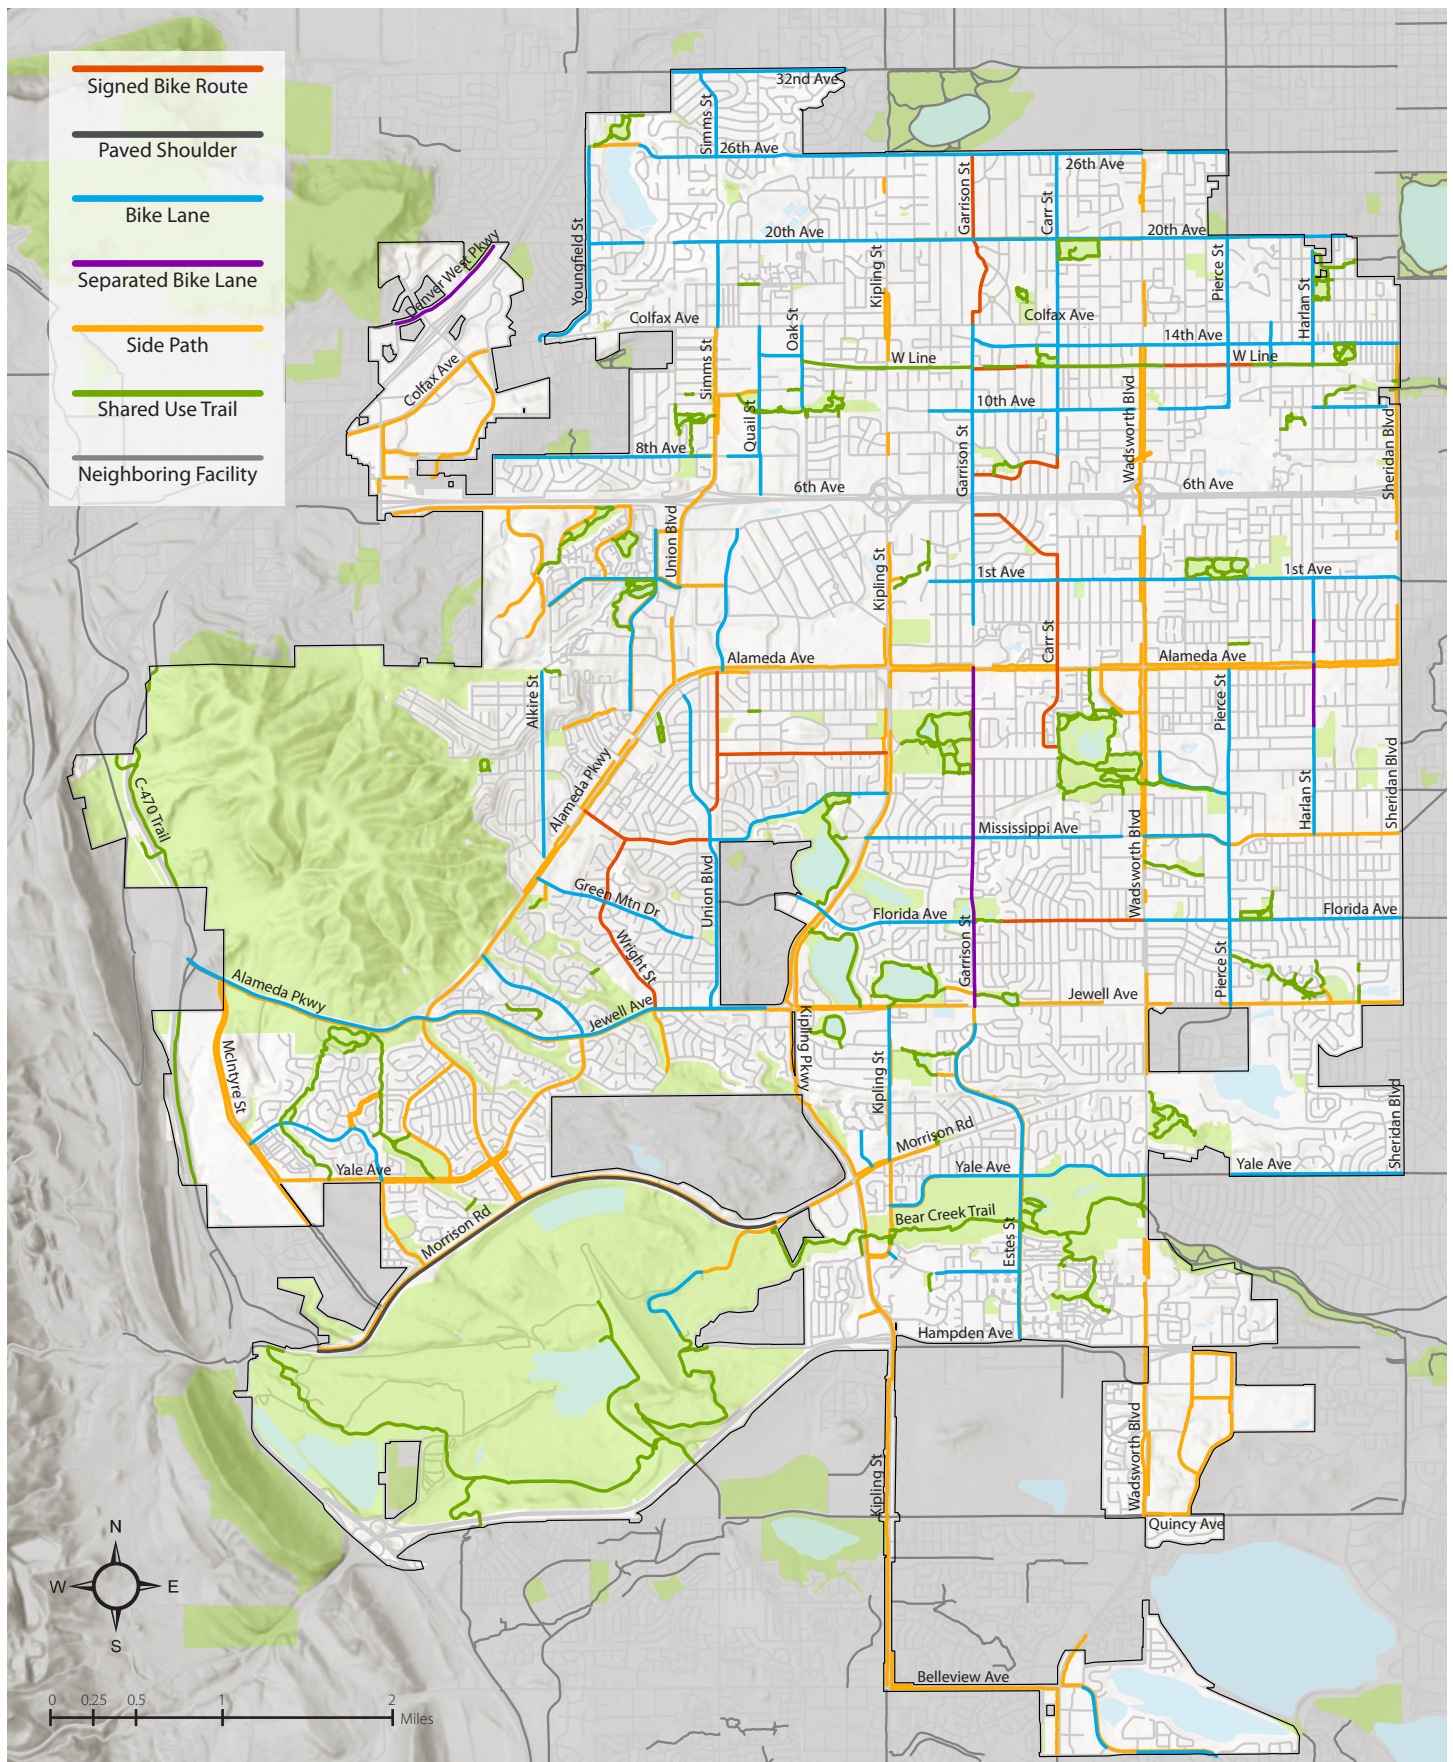 Signed Bike Route
Paved Shoulder
Bike Lane
Separated Bike Lane
Side Path
Shared Use Trail
Neighboring Facility
32nd Ave
Simms St
26th Ave
26th Ave
Garrison St
Carr St
Youngfield St
20th Ave
20th Ave
Denver West Pkwy
Kipling St
Pierce St
Harlan St
Colfax Ave
Oak St
Colfax Ave
14th Ave
Simms St
W Line
W Line
Colfax Ave
10th Ave
Wadsworth Blvd
Sheridan Blvd
Quail St
8th Ave
Garrison St
6th Ave
6th Ave
Union Blvd
Kipling St
1st Ave
1st Ave
Carr St
Alameda Ave
Alameda Ave
Alkire St
Pierce St
Alameda Pkwy
C-470 Trail
Harlan St
Sheridan Blvd
Mississippi Ave
Wadsworth Blvd
Green Mtn Dr
Union Blvd
Florida Ave
Florida Ave
Wright St
Garrison St
Pierce St
Alameda Pkwy
Jewell Ave
Jewell Ave
Kipling Pkwy
McIntyre St
Kipling St
Morrison Rd
Sheridan Blvd
Yale Ave
Yale Ave
Yale Ave
Morrison Rd
Bear Creek Trail
Estes St
Hampden Ave
Wadsworth Blvd
Kipling St
Quincy Ave
N
W
E
S
Belleview Ave
0 0.25 0.5 1 2
Miles